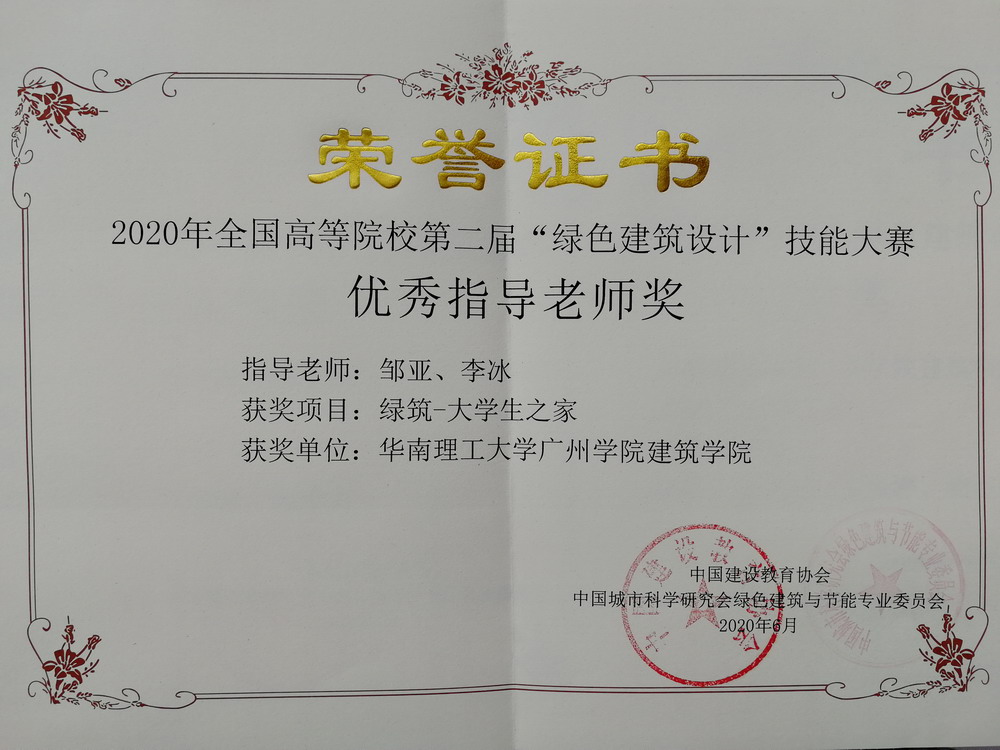 荣誉证书
2020年全国高等院校第二届“绿色建筑设计”技能大赛
优秀指导老师奖
指导老师：邹亚、李冰
获奖项目：绿筑-大学生之家
获奖单位：华南理工大学广州学院建筑学院
中国建设教育协会
中国城市科学研究会绿色建筑与节能专业委员会
2020年6月